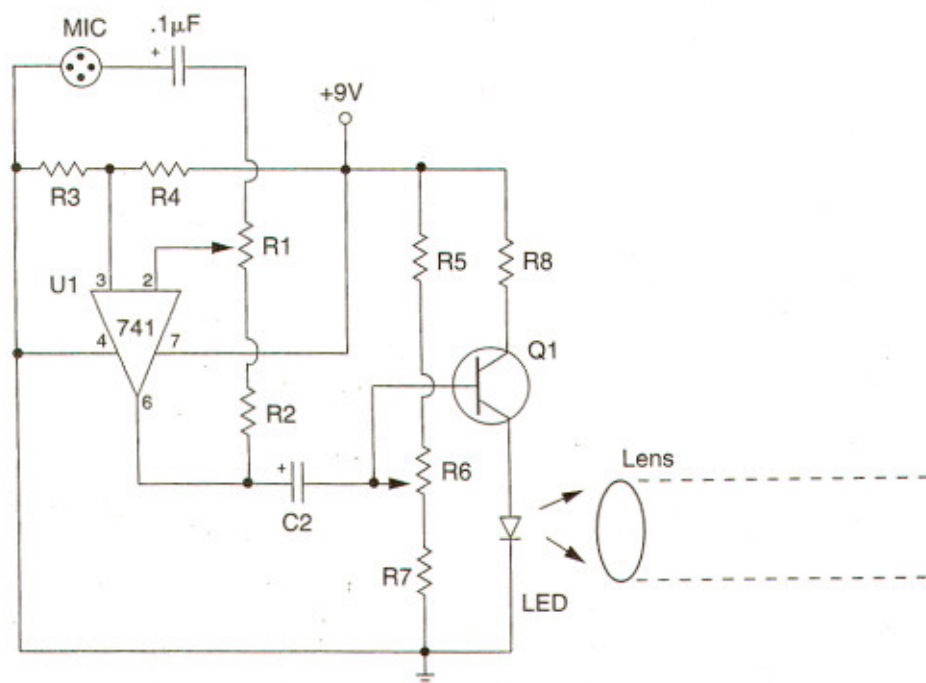 MIC
.1µF
+
+9V
R3
R4
R1
R5
R8
U1
3
2
741
4
7
6
Q1
R2
+
C2
R6
Lens
R7
LED